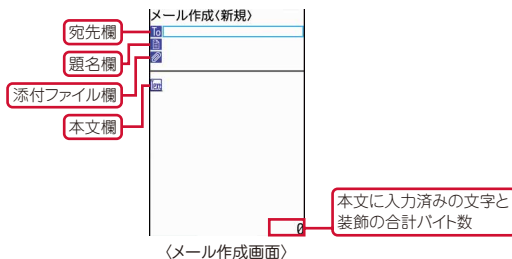 メール作成〈新規〉
宛先欄
To
題名欄
添付ファイル欄
本文欄
本文に入力済みの文字と
装飾の合計バイト数
0
〈メール作成画面〉